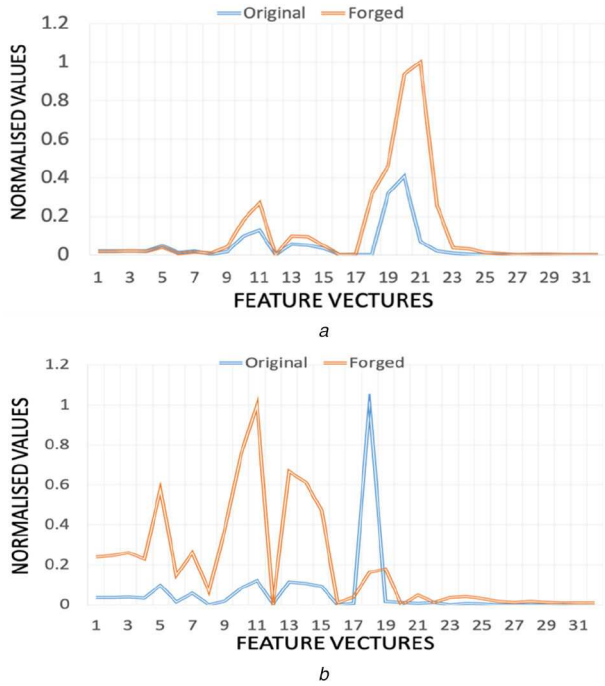 Original Forged
1.2
1
0.8
0.6
0.4
0.2
0
NORMALISED VALUES
1 3 5 7 9 11 13 15 17 19 21 23 25 27 29 31
FEATURE VECTURES
a
Original Forged
1.2
1
0.8
0.6
0.4
0.2
0
NORMALISED VALUES
1 3 5 7 9 11 13 15 17 19 21 23 25 27 29 31
FEATURE VECTURES
b